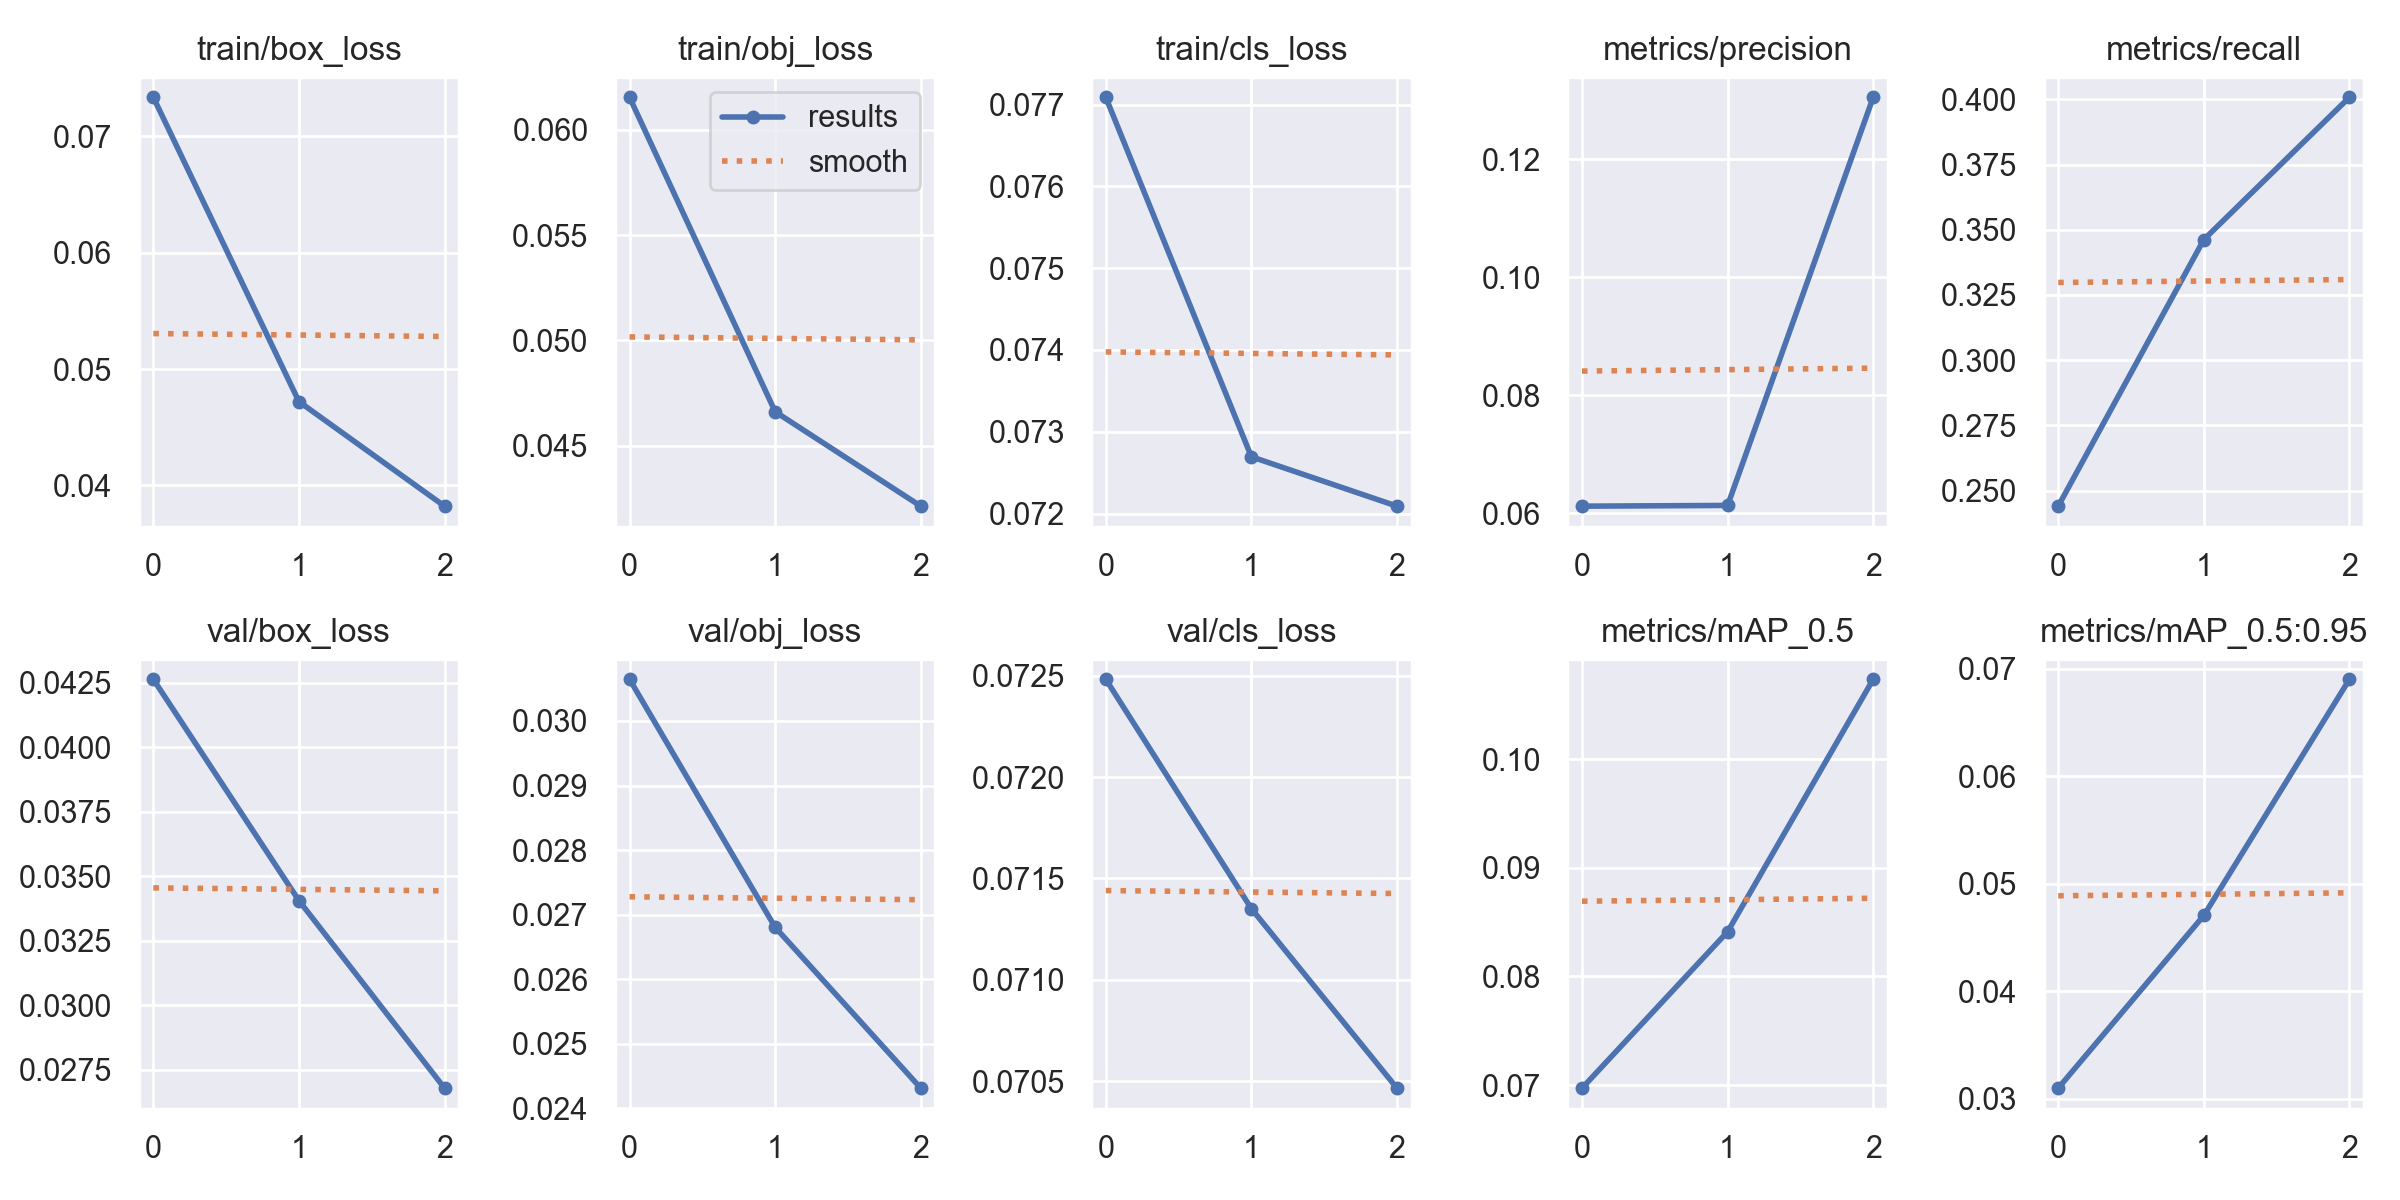 train/box_loss
0.07
0.06
0.05
0.04
0 1 2
train/obj_loss
results
smooth
0.060
0.055
0.050
0.045
0 1 2
train/cls_loss
0.077
0.076
0.075
0.074
0.073
0.072
0 1 2
metrics/precision
0.12
0.10
0.08
0.06
0 1 2
metrics/recall
0.400
0.375
0.350
0.325
0.300
0.275
0.250
0 1 2
val/box_loss
0.0425
0.0400
0.0375
0.0350
0.0325
0.0300
0.0275
0 1 2
val/obj_loss
0.030
0.029
0.028
0.027
0.026
0.025
0.024
0 1 2
val/cls_loss
0.0725
0.0720
0.0715
0.0710
0.0705
0 1 2
metrics/mAP_0.5
0.10
0.09
0.08
0.07
0 1 2
metrics/mAP_0.5:0.95
0.07
0.06
0.05
0.04
0.03
0 1 2